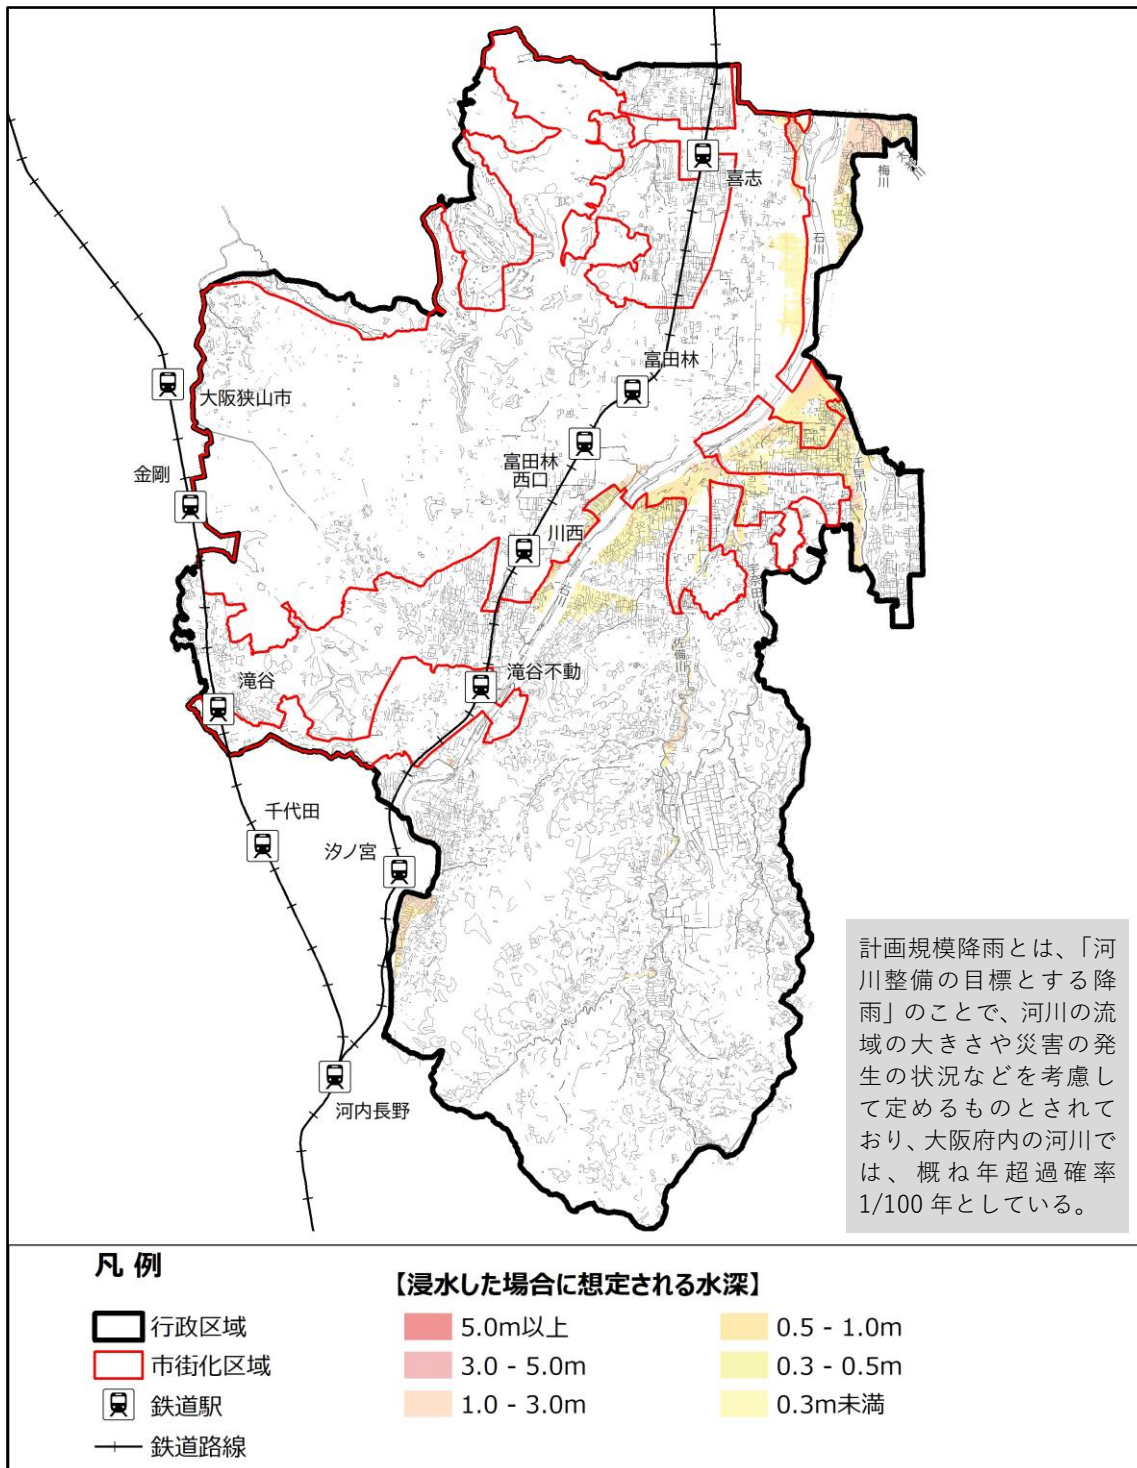 喜志
梅川
石川
富田林
大阪狭山市
富田林
西口
金剛
千早川
川西
石川
佐備川
滝谷不動
滝谷
千代田
汐ノ宮
河内長野
計画規模降雨とは、「河
川整備の目標とする降
雨」のことで、河川の流
域の大きさや災害の発
生の状況などを考慮し
て定めるものとされて
おり、大阪府内の河川で
は、概ね年超過確率
1/100 年としている。
凡 例
【浸水した場合に想定される水深】
行政区域
5.0m以上
0.5 - 1.0m
市街化区域
3.0 - 5.0m
0.3 - 0.5m
鉄道駅
1.0 - 3.0m
0.3m未満
鉄道路線